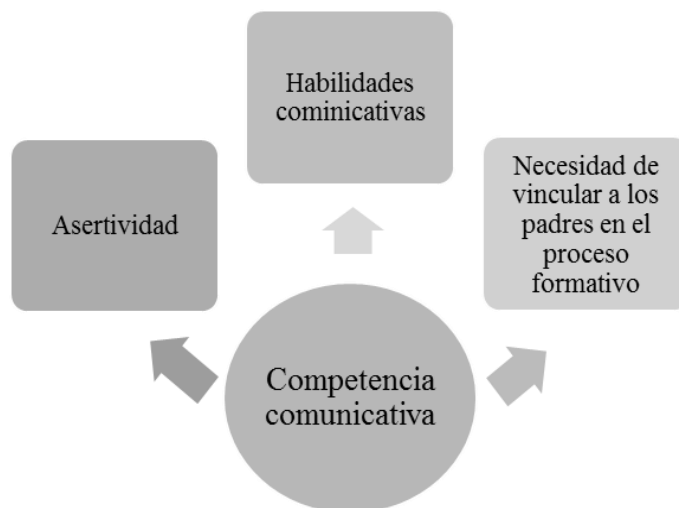 Habilidades
cominicativas
Asertividad
Necesidad de
vincular a los
padres en el
proceso
formativo
Competencia
comunicativa